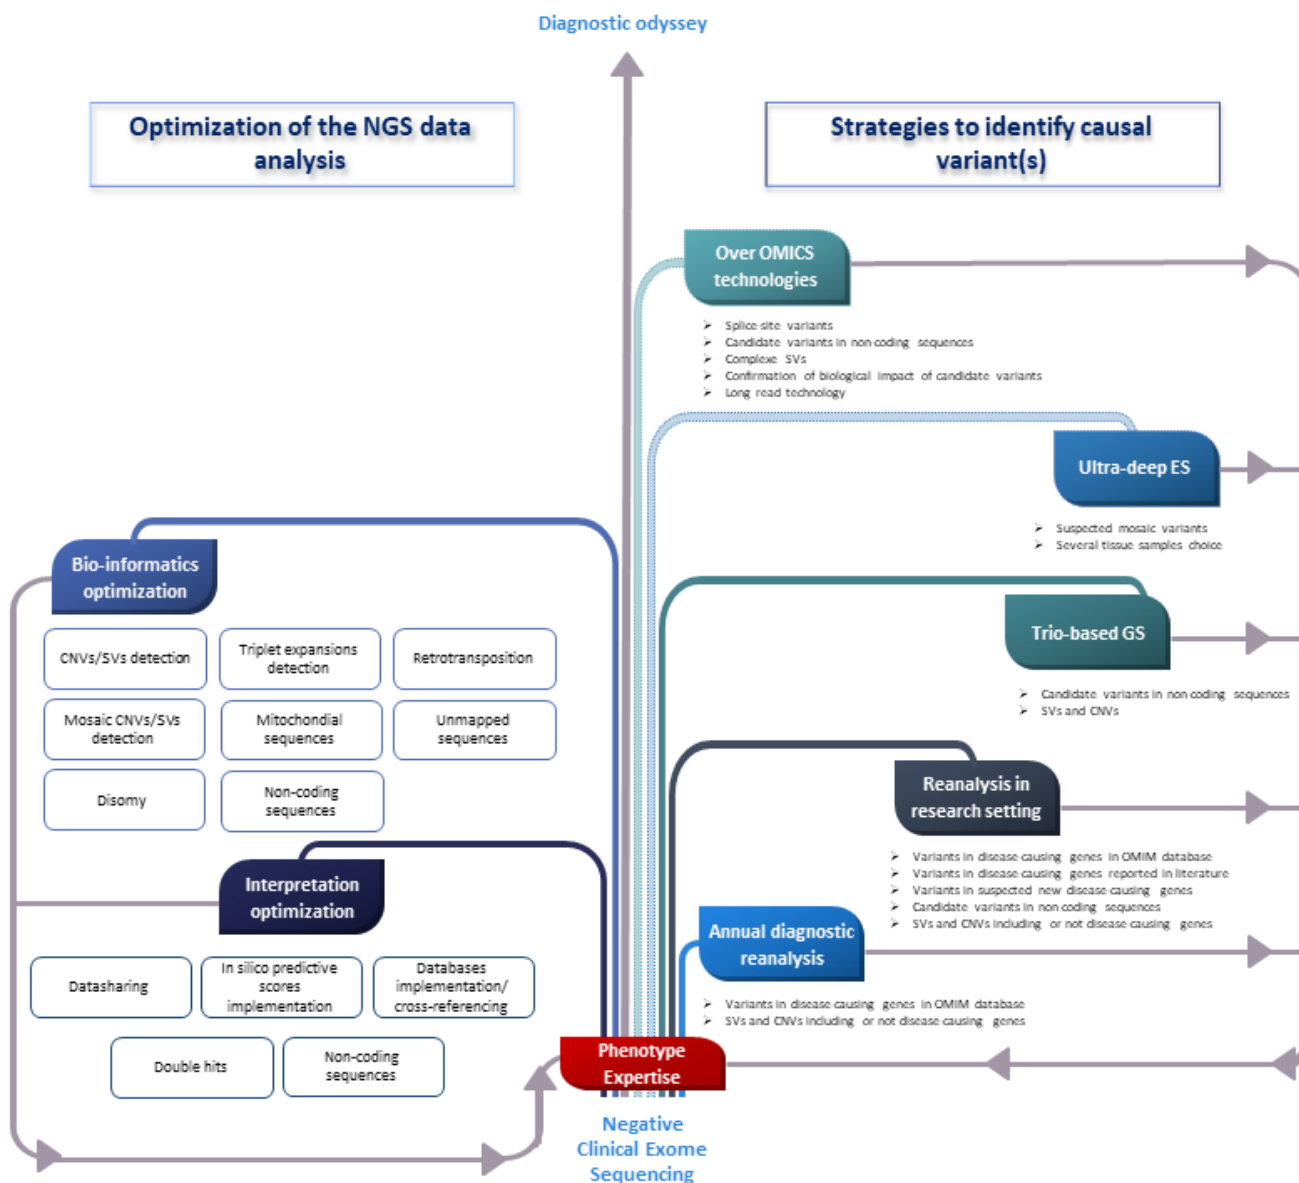 Diagnostic odyssey
Optimization of the NGS data
analysis
Strategies to identify causal
variant(s)
Over OMICS
technologies
Splice-site variants
Candidate variants in non-coding sequences
Complexe SVs
Confirmation of biological impact of candidate variants
Long read technology
Ultra-deep ES
Suspected mosaic variants
Several tissue samples choice
Bio-informatics
optimization
CNVs/SVs detection
Triplet expansions
detection
Retrotransposition
Mosaic CNVs/SVs
detection
Mitochondial
sequences
Unmapped
sequences
Disomy
Non-coding
sequences
Trio-based GS
Candidate variants in non-coding sequences
SVs and CNVs
Reanalysis in
research setting
Variants in disease-causing genes in OMIM database
Variants in disease-causing genes reported in literature
Variants in suspected new disease-causing genes
Candidate variants in non-coding sequences
SVs and CNVs including or not disease-causing genes
Interpretation
optimization
Datasharing
In silico predictive
scores
implementation
Databases
implementation/
cross-referencing
Double hits
Non-coding
sequences
Annual diagnostic
reanalysis
Variants in disease-causing genes in OMIM database
SVs and CNVs including or not disease-causing genes
Phenotype
Expertise
Negative
Clinical Exome
Sequencing